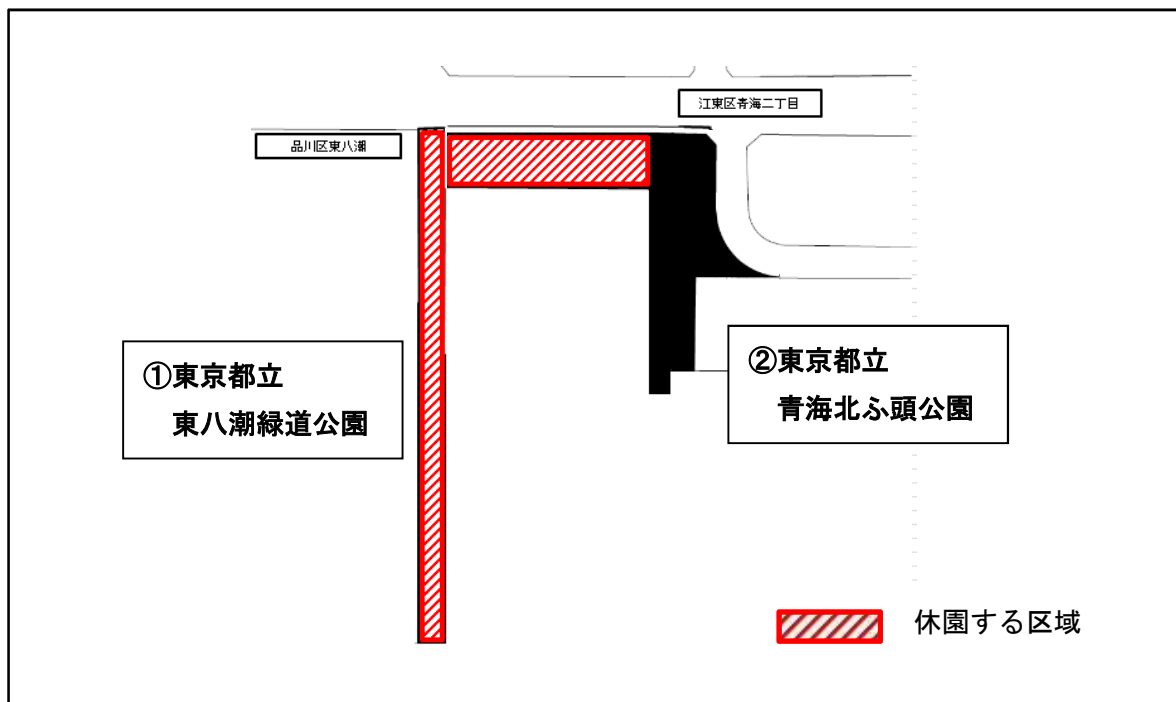 江東区青海二丁目
品川区東八潮
①東京都立
東八潮緑道公園
②東京都立
青海北ふ頭公園
休園する区域